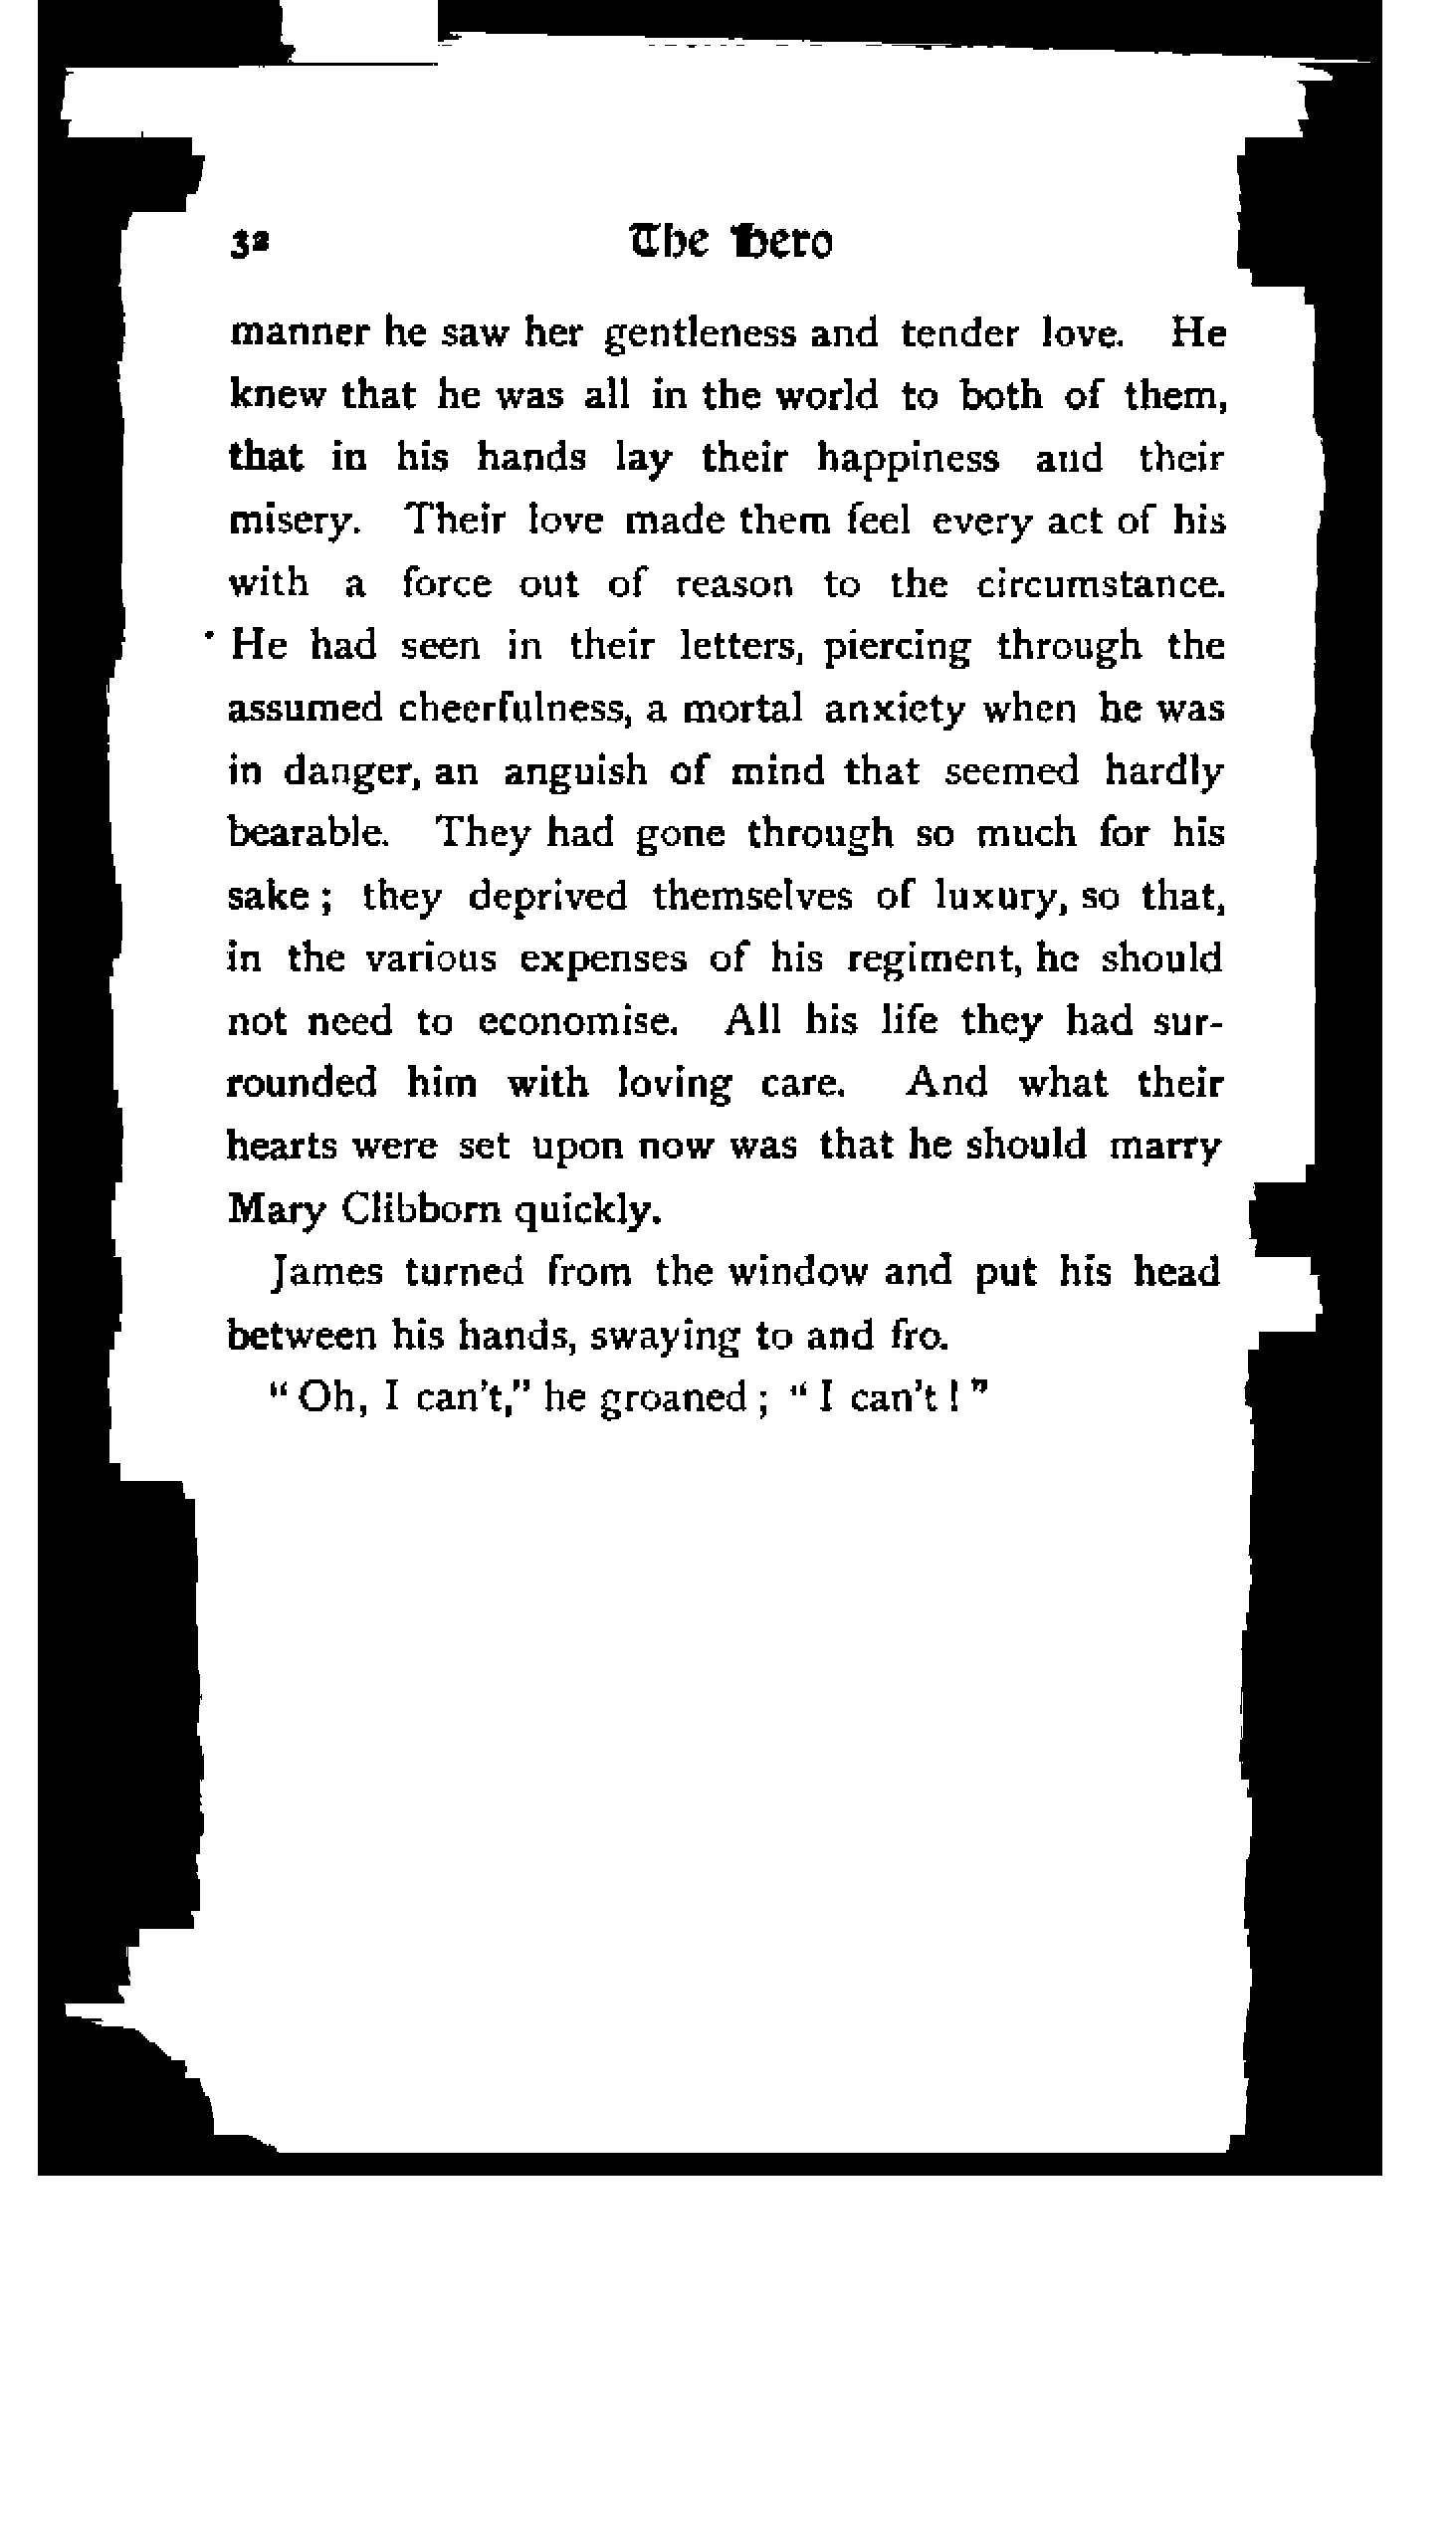 32 The Hero
manner he saw her gentleness and tender love. He
knew that he was all in the world to both of them,
that in his hands lay their happiness and their
misery. Their love made them feel every act of his
with a force out of reason to the circumstance.
He had seen in their letters, piercing through the
assumed cheerfulness, a mortal anxiety when he was
in danger, an anguish of mind that seemed hardly
bearable. They had gone through so much for his
sake ; they deprived themselves of luxury, so that,
in the various expenses of his regiment, he should
not need to economise. All his life they had sur-
rounded him with loving care. And what their
hearts were set upon now was that he should marry
Mary Clibborn quickly.
James turned from the window and put his head
between his hands, swaying to and fro.
“ Oh, I can’t,” he groaned ; “ I can’t ! ”